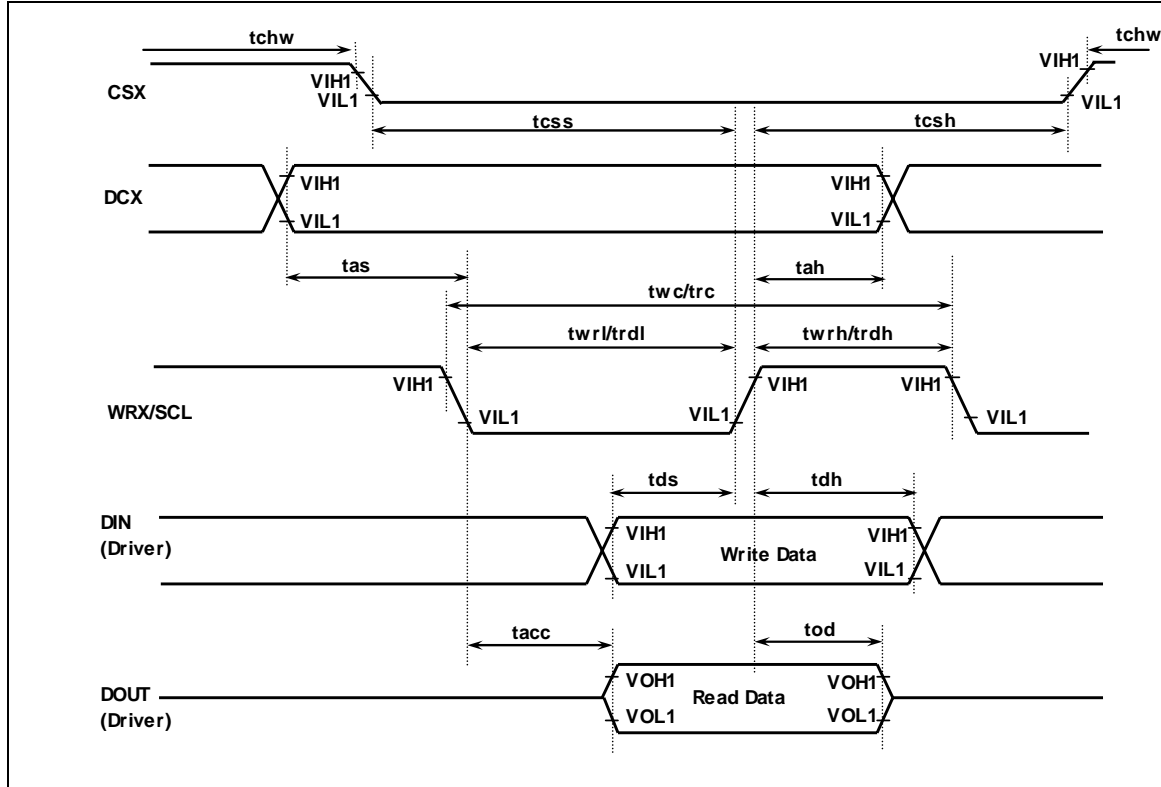 tchw
tchw
VIH1
VIH1
CSX
VIL1
VIL1
tcss
tcsh
DCX
VIH1
VIH1
VIL1
VIL1
tas
tah
twc/trc
twrl/trdl
twrh/trdh
VIH1
VIH1
VIH1
WRX/SCL
VIL1
VIL1
VIL1
tds
tdh
DIN
(Driver)
VIH1
VIH1
Write Data
VIL1
VIL1
tacc
tod
DOUT
(Driver)
VOH1
VOH1
Read Data
VOL1
VOL1